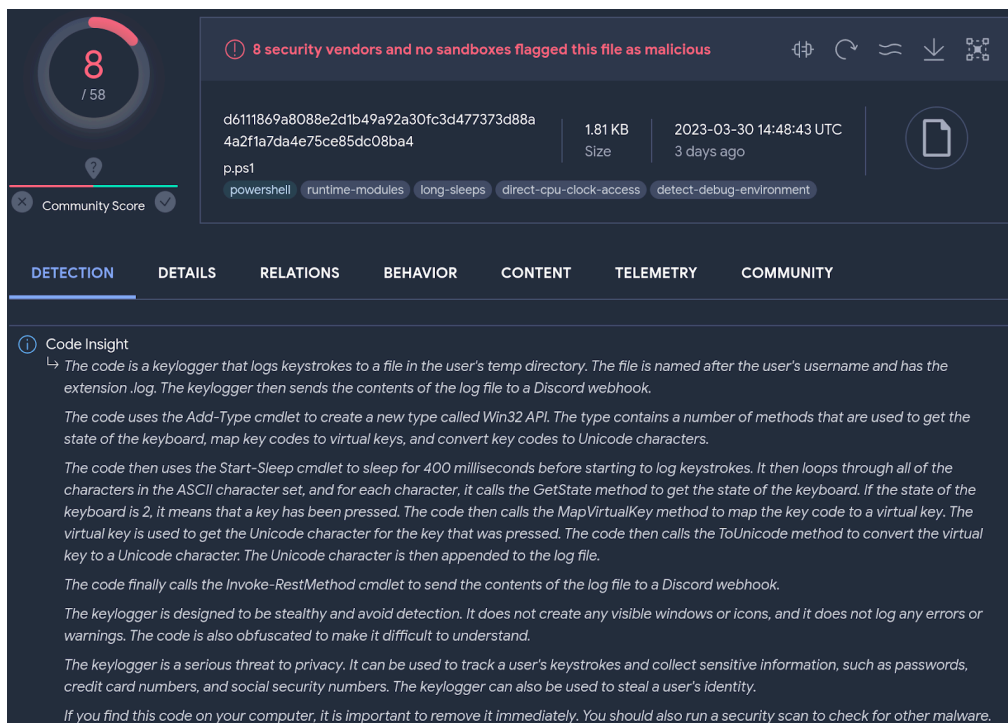 8
/ 58
?
Community Score
8 security vendors and no sandboxes flagged this file as malicious
d6111869a8088e2d1b49a92a30fc3d477373d88a
4a2f1a7da4e75ce85dc08ba4
p.ps1
1.81 KB
Size
2023-03-30 14:48:43 UTC
3 days ago
powershell runtime-modules long-sleeps direct-cpu-clock-access detect-debug-environment
DETECTION DETAILS RELATIONS BEHAVIOR CONTENT TELEMETRY COMMUNITY
Code Insight
The code is a keylogger that logs keystrokes to a file in the user's temp directory. The file is named after the user's username and has the
extension .log. The keylogger then sends the contents of the log file to a Discord webhook.
The code uses the Add-Type cmdlet to create a new type called Win32 API. The type contains a number of methods that are used to get the
state of the keyboard, map key codes to virtual keys, and convert key codes to Unicode characters.
The code then uses the Start-Sleep cmdlet to sleep for 400 milliseconds before starting to log keystrokes. It then loops through all of the
characters in the ASCII character set, and for each character, it calls the GetState method to get the state of the keyboard. If the state of the
keyboard is 2, it means that a key has been pressed. The code then calls the MapVirtualKey method to map the key code to a virtual key. The
virtual key is used to get the Unicode character for the key that was pressed. The code then calls the ToUnicode method to convert the virtual
key to a Unicode character. The Unicode character is then appended to the log file.
The code finally calls the Invoke-RestMethod cmdlet to send the contents of the log file to a Discord webhook.
The keylogger is designed to be stealthy and avoid detection. It does not create any visible windows or icons, and it does not log any errors or
warnings. The code is also obfuscated to make it difficult to understand.
The keylogger is a serious threat to privacy. It can be used to track a user's keystrokes and collect sensitive information, such as passwords,
credit card numbers, and social security numbers. The keylogger can also be used to steal a user's identity.
If you find this code on your computer, it is important to remove it immediately. You should also run a security scan to check for other malware.